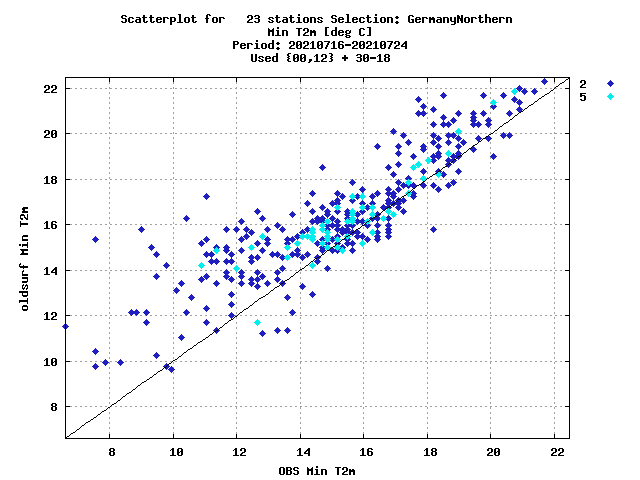 Scatterplot for   23 stations Selection: GermanyNorthern
Min T2m [deg C]
Period: 20210716-20210724
Used {00,12} + 30-18
2
5
22
20
18
16
14
12
10
8
oldsurf Min T2m
8 10 12 14 16 18 20 22
OBS Min T2m